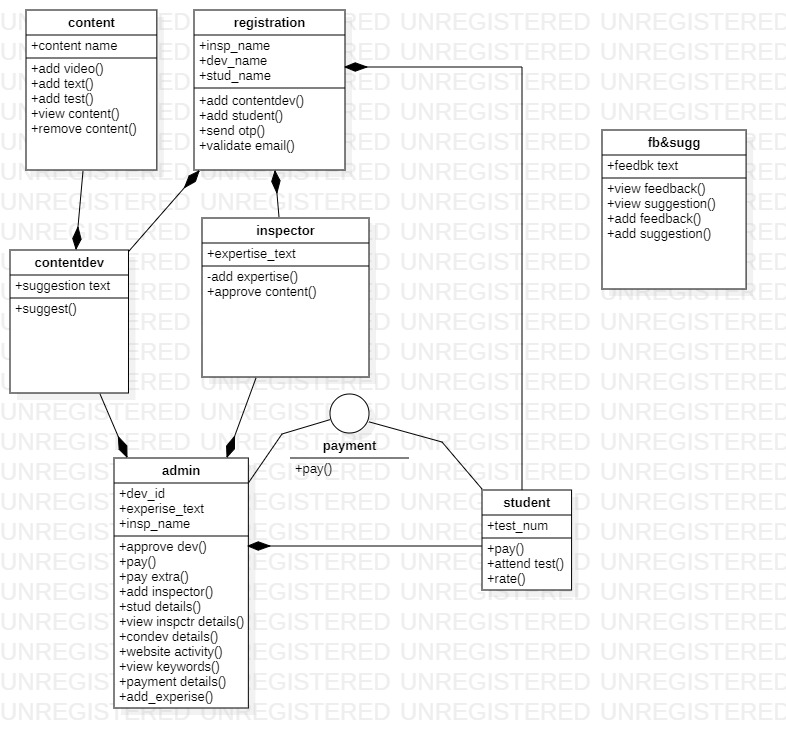 content
+content name
+add video()
+add text()
+add test()
+view content()
+remove content()
registration
+insp_name
+dev_name
+stud_name
+add contentdev()
+add student()
+send otp()
+validate email()
fb&sugg
+feedbk text
+view feedback()
+view suggestion()
+add feedback()
+add suggestion()
contentdev
+suggestion text
+suggest()
inspector
+expertise_text
-add expertise()
+approve content()
payment
+pay()
admin
+dev_id
+experise_text
+insp_name
+approve dev()
+pay()
+pay extra()
+add inspector()
+stud details()
+view inspctr details()
+condev details()
+website activity()
+view keywords()
+payment details()
+add_experise()
student
+test_num
+pay()
+attend test()
+rate()
UNREGISTERED